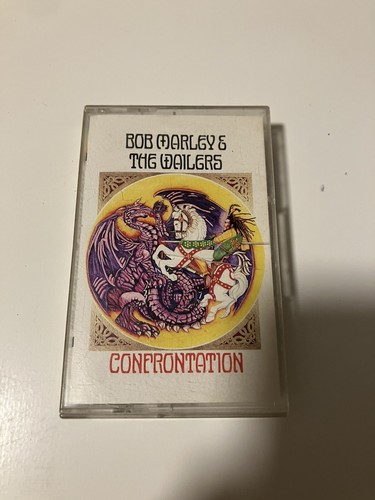 BOB MARLEY &
THE WAILERS
CONFRONTATION